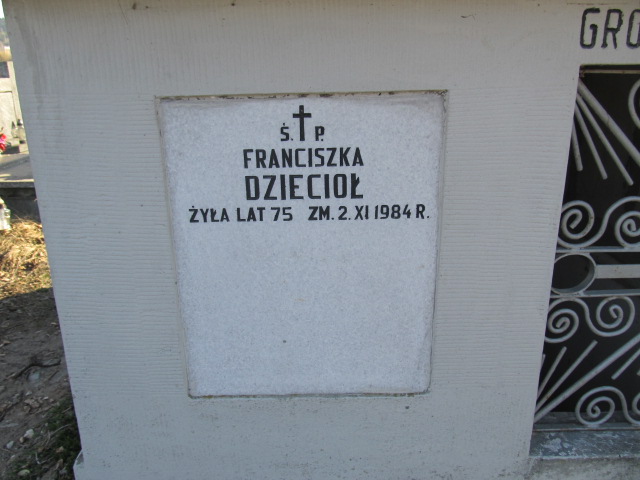 Ś. P.
FRANCISZKA
DZIECIOŁ
ŻYŁA LAT 75 ZM. 2. XI 1984 R.
GRO